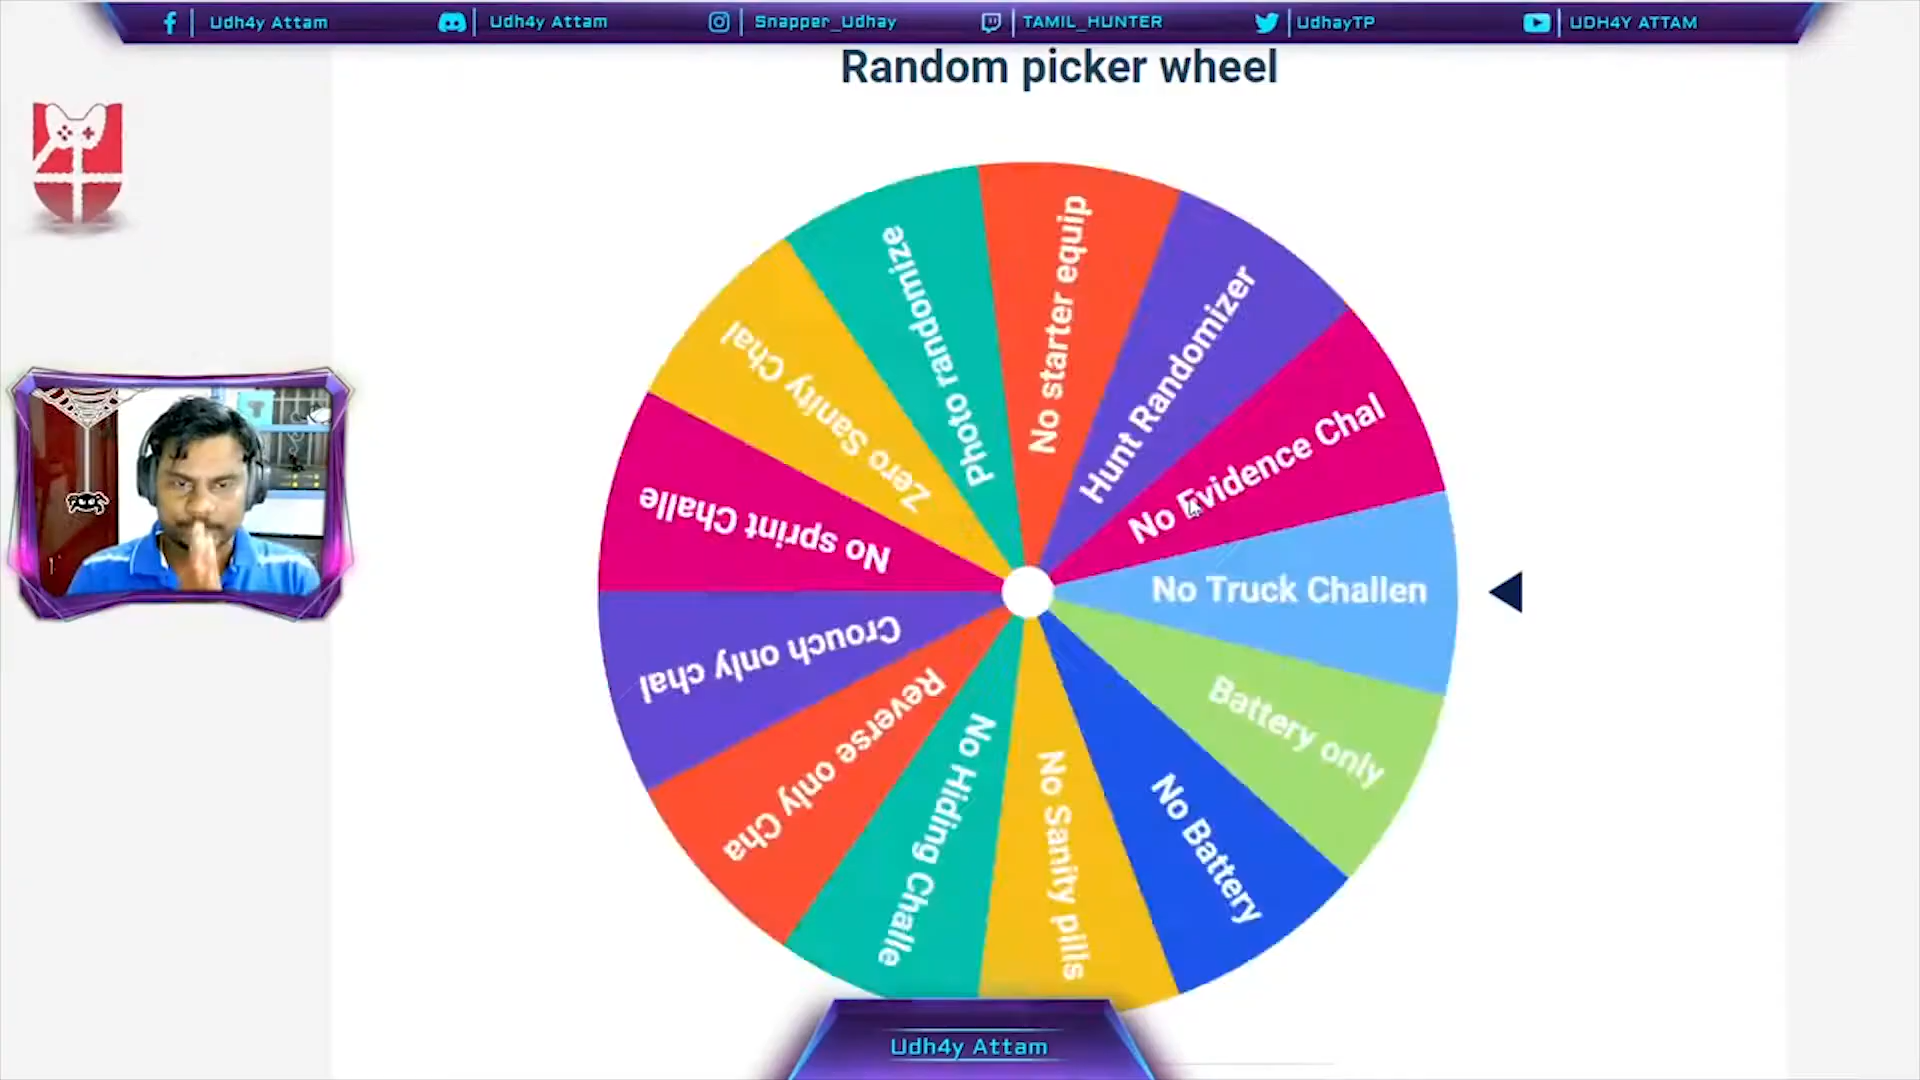 Udh4y Attam
Udh4y Attam
Snapper_Udhay
TAMIL_HUNTER
UdhayTP
UDH4Y ATTAM
Random picker wheel
No starter equip
Hunt Randomizer
No Evidence Chal
No Truck Challen
Battery only
No Battery
No Sanity pills
No Hiding Challe
Reverse only Cha
Crouch only chal
No sprint Challe
Zero Sanity Chal
Photo randomize
Udh4y Attam